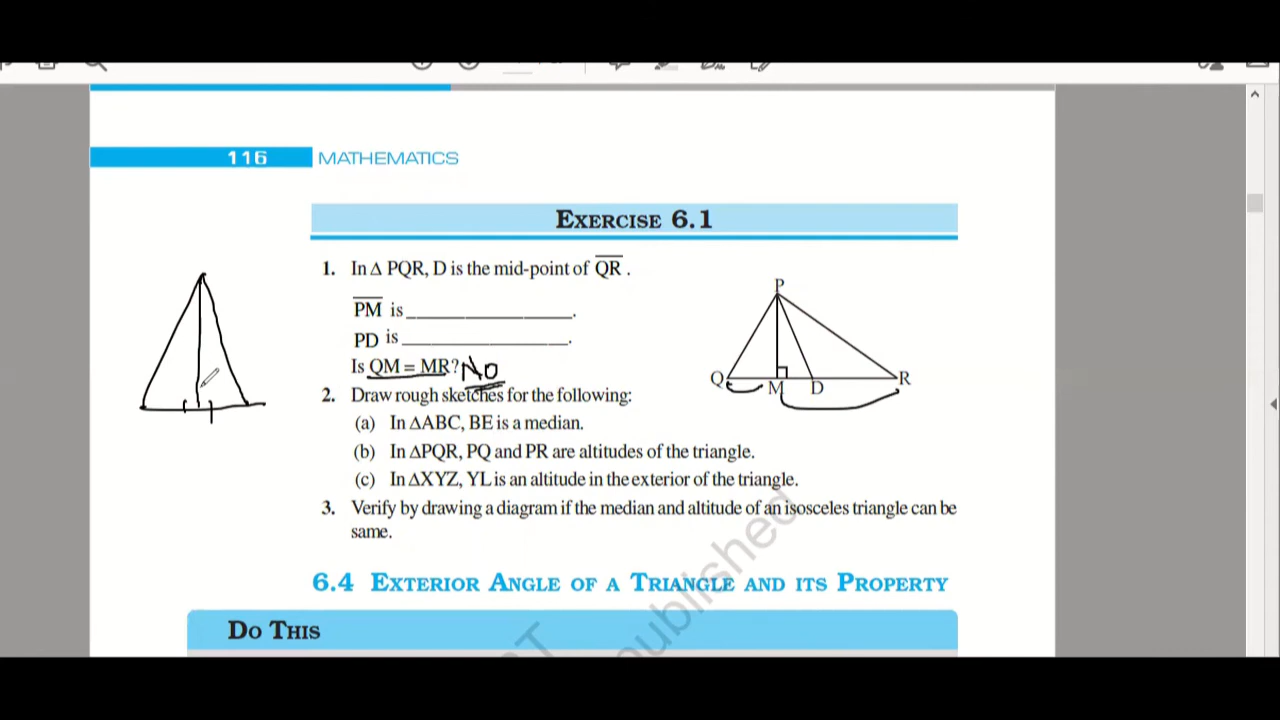 116 MATHEMATICS
EXERCISE 6.1
1. In Δ PQR, D is the mid-point of QR .
PM is ____________________.
PD is ____________________.
Is QM = MR? No
P
Q M D R
2. Draw rough sketches for the following:
(a) In ΔABC, BE is a median.
(b) In ΔPQR, PQ and PR are altitudes of the triangle.
(c) In ΔXYZ, YL is an altitude in the exterior of the triangle.
3. Verify by drawing a diagram if the median and altitude of an isosceles triangle can be
same.
6.4 EXTERIOR ANGLE OF A TRIANGLE AND ITS PROPERTY
DO THIS